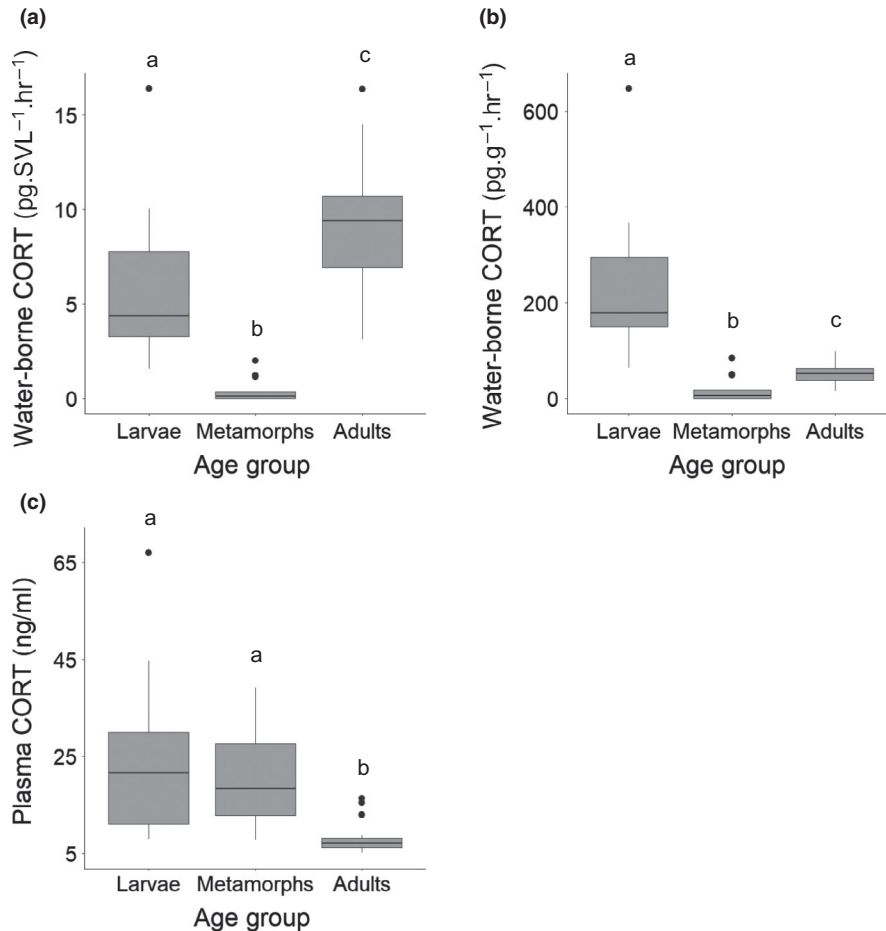 (a)
a
c
b
Water-borne CORT (pg.SVL⁻¹.hr⁻¹)
15
10
5
0
Larvae Metamorphs Adults
Age group
(b)
a
b
c
Water-borne CORT (pg.g⁻¹.hr⁻¹)
600
400
200
0
Larvae Metamorphs Adults
Age group
(c)
a
a
b
Plasma CORT (ng/ml)
65
45
25
5
Larvae Metamorphs Adults
Age group